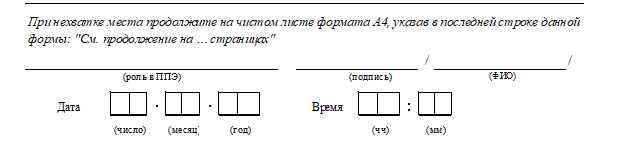 При нехватке места продолжите на чистом листе формата А4, указав в последней строке данной
формы: "См. продолжение на … страницах"
/ /
(роль в ППЭ) (подпись) (ФИО)
Дата . . Время :
(число) (месяц) (год) (чч) (мм)